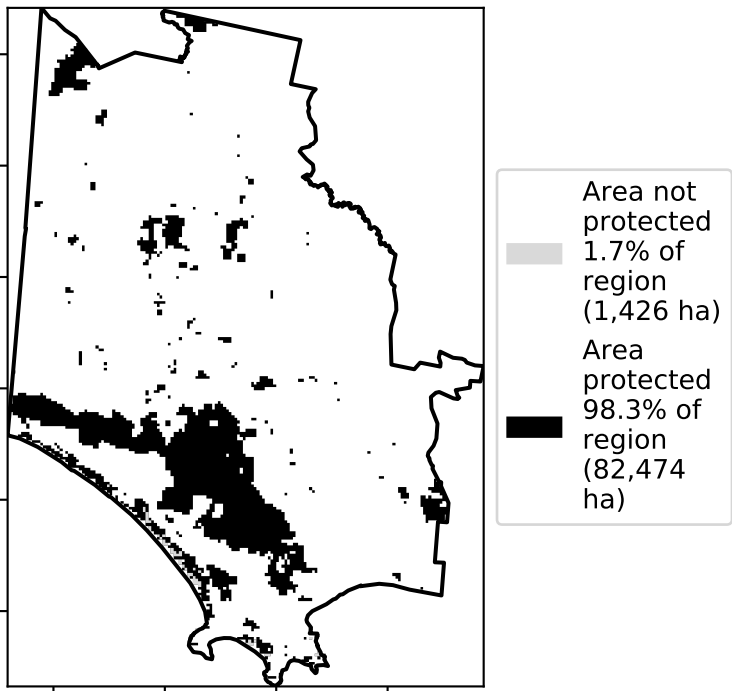 Area not
protected
1.7% of
region
(1,426 ha)
Area
protected
98.3% of
region
(82,474
ha)